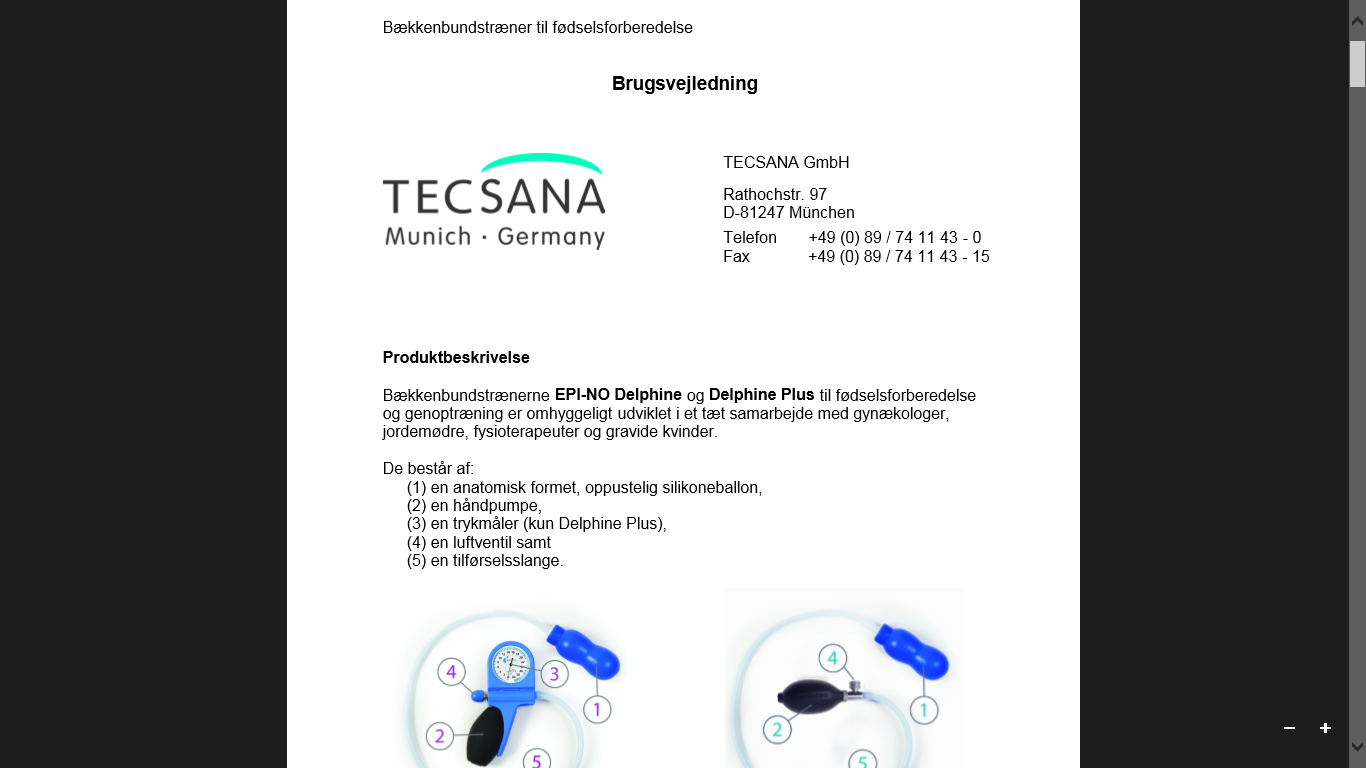 Bækkenbundstræner til fødselsforberedelse
Brugsvejledning
TECSANA
Munich · Germany
TECSANA GmbH
Rathochstr. 97
D-81247 München
Telefon +49 (0) 89 / 74 11 43 - 0
Fax +49 (0) 89 / 74 11 43 - 15
Produktbeskrivelse
Bækkenbundstrænerne EPI-NO Delphine og Delphine Plus til fødselsforberedelse
og genoptræning er omhyggeligt udviklet i et tæt samarbejde med gynækologer,
jordemødre, fysioterapeuter og gravide kvinder.
De består af:
(1) en anatomisk formet, oppustelig silikoneballon,
(2) en håndpumpe,
(3) en trykmåler (kun Delphine Plus),
(4) en luftventil samt
(5) en tilførselsslange.
4
3
1
2
5
4
1
2
5